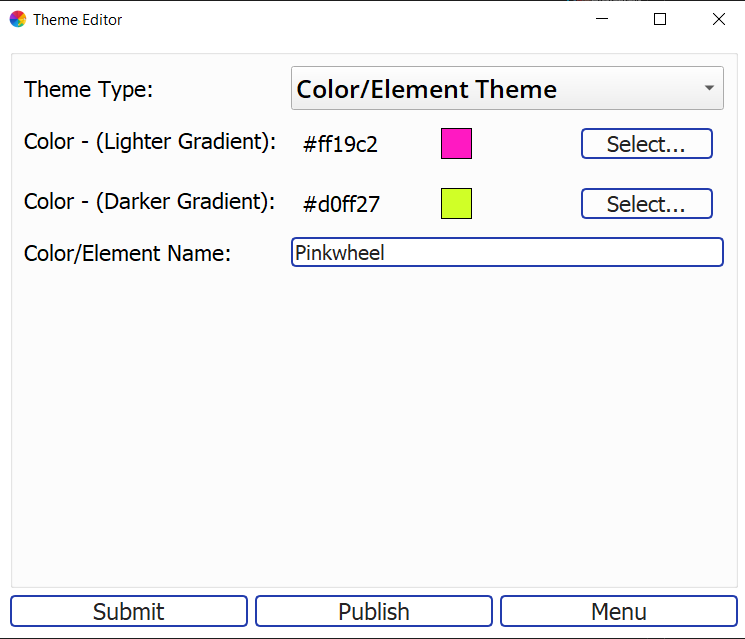 Theme Editor
Theme Type: Color/Element Theme
Color - (Lighter Gradient): #ff19c2 Select...
Color - (Darker Gradient): #d0ff27 Select...
Color/Element Name: Pinkwheel
Submit Publish Menu